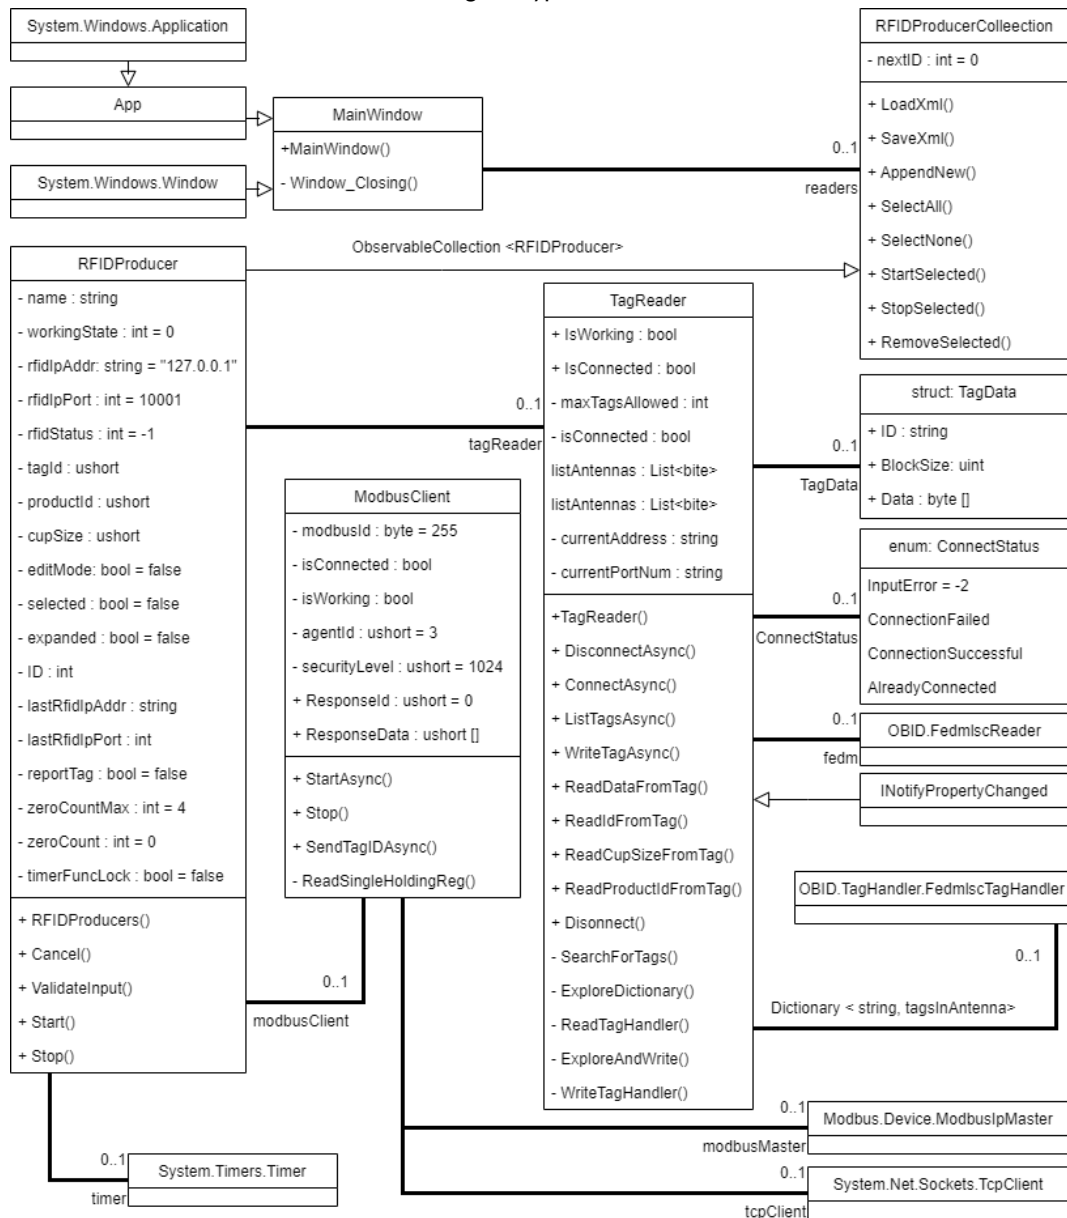 System.Windows.Application
App
System.Windows.Window
MainWindow
+MainWindow()
- Window_Closing()
0..1
readers
RFIDProducerColleection
- nextID : int = 0
+ LoadXml()
+ SaveXml()
+ AppendNew()
+ SelectAll()
+ SelectNone()
+ StartSelected()
+ StopSelected()
+ RemoveSelected()
ObservableCollection <RFIDProducer>
RFIDProducer
- name : string
- workingState : int = 0
- rfidIpAddr: string = "127.0.0.1"
- rfidIpPort : int = 10001
- rfidStatus : int = -1
- tagId : ushort
- productId : ushort
- cupSize : ushort
- editMode: bool = false
- selected : bool = false
- expanded : bool = false
- ID : int
- lastRfidIpAddr : string
- lastRfidIpPort : int
- reportTag : bool = false
- zeroCountMax : int = 4
- zeroCount : int = 0
- timerFuncLock : bool = false
+ RFIDProducers()
+ Cancel()
+ ValidateInput()
+ Start()
+ Stop()
0..1
tagReader
ModbusClient
- modbusId : byte = 255
- isConnected : bool
- isWorking : bool
- agentId : ushort = 3
- securityLevel : ushort = 1024
+ ResponseId : ushort = 0
+ ResponseData : ushort []
+ StartAsync()
+ Stop()
+ SendTagIDAsync()
- ReadSingleHoldingReg()
0..1
modbusClient
TagReader
+ IsWorking : bool
+ IsConnected : bool
- maxTagsAllowed : int
- isConnected : bool
listAntennas : List<bite>
listAntennas : List<bite>
- currentAddress : string
- currentPortNum : string
+TagReader()
+ DisconnectAsync()
+ ConnectAsync()
+ ListTagsAsync()
+ WriteTagAsync()
+ ReadDataFromTag()
+ ReadIdFromTag()
+ ReadCupSizeFromTag()
+ ReadProductIdFromTag()
+ Disonnect()
- SearchForTags()
- ExploreDictionary()
- ReadTagHandler()
- ExploreAndWrite()
- WriteTagHandler()
0..1
TagData
struct: TagData
+ ID : string
+ BlockSize: uint
+ Data : byte []
0..1
ConnectStatus
enum: ConnectStatus
InputError = -2
ConnectionFailed
ConnectionSuccessful
AlreadyConnected
0..1
fedm
OBID.FedmIscReader
INotifyPropertyChanged
OBID.TagHandler.FedmIscTagHandler
0..1
Dictionary < string, tagsInAntenna>
0..1
modbusMaster
Modbus.Device.ModbusIpMaster
0..1
tcpClient
System.Net.Sockets.TcpClient
0..1
timer
System.Timers.Timer